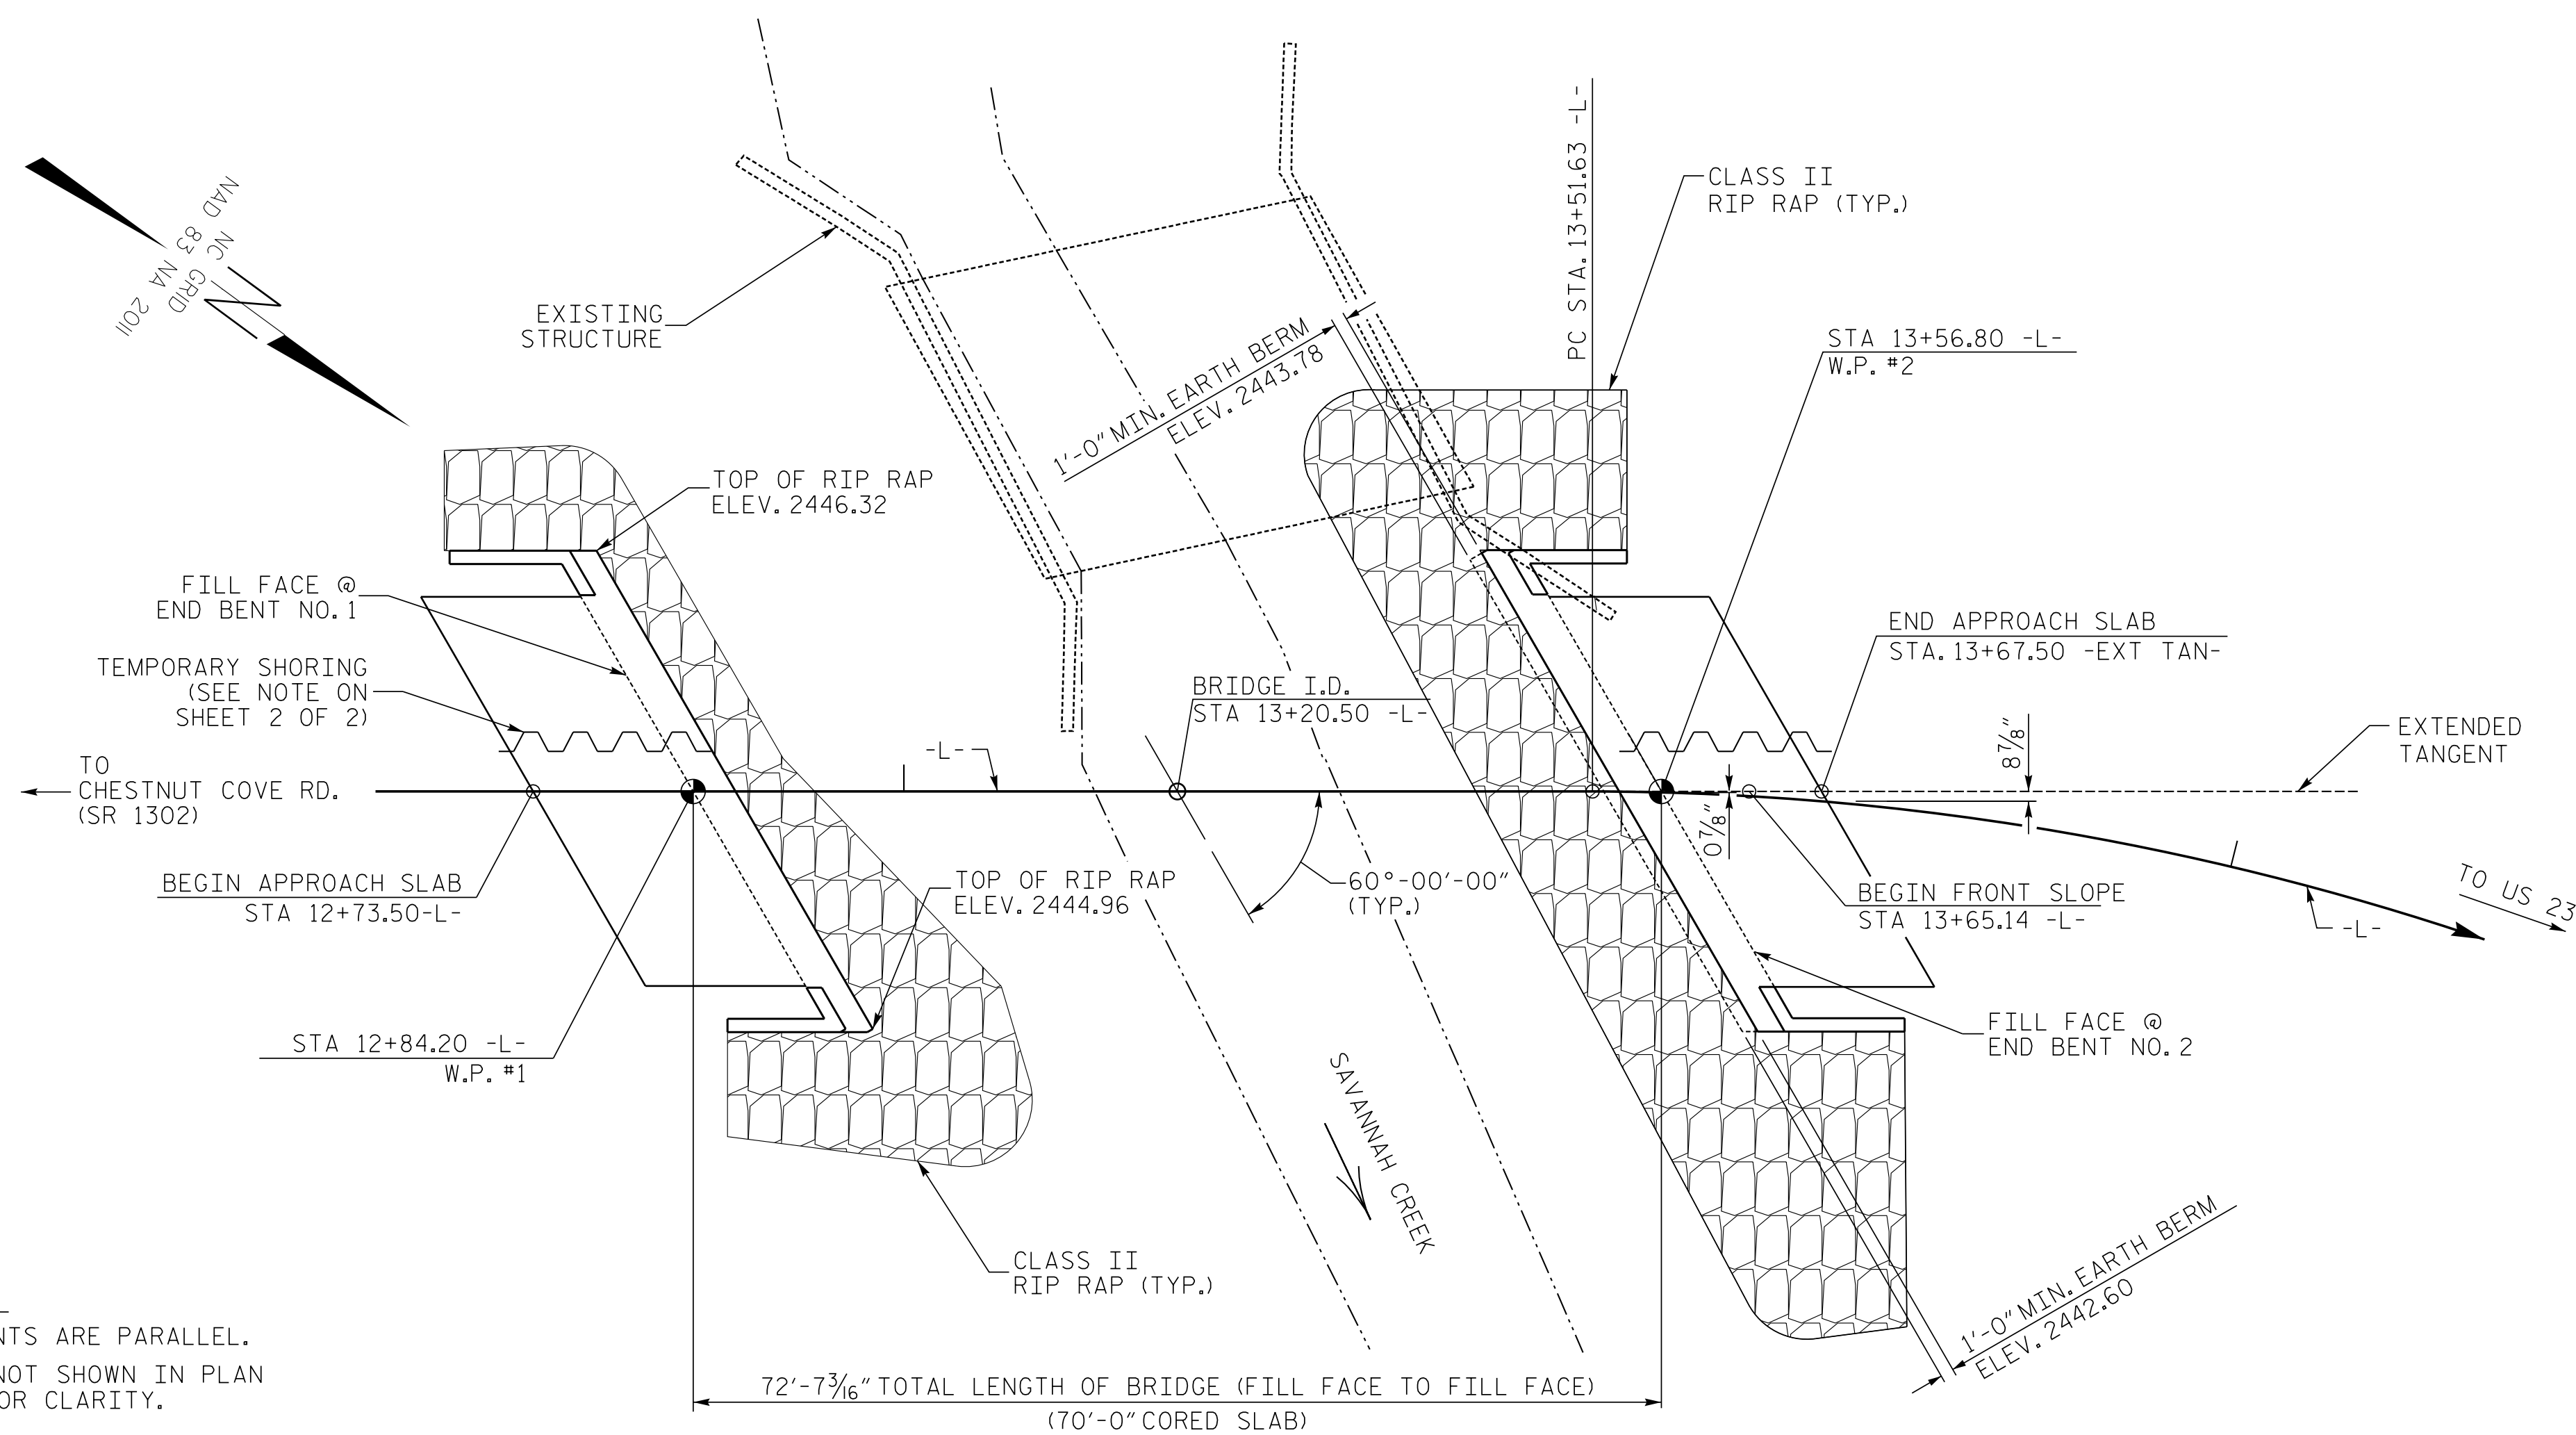 NAD 83 NA 2011
NC GRID
EXISTING
STRUCTURE
1'-0" MIN. EARTH BERM
ELEV. 2443.78
PC STA. 13+51.63 -L-
CLASS II
RIP RAP (TYP.)
STA 13+56.80 -L-
W.P. #2
TOP OF RIP RAP
ELEV. 2446.32
FILL FACE @
END BENT NO. 1
TEMPORARY SHORING
(SEE NOTE ON
SHEET 2 OF 2)
TO
CHESTNUT COVE RD.
(SR 1302)
BEGIN APPROACH SLAB
STA 12+73.50-L-
STA 12+84.20 -L-
W.P. #1
-L-
BRIDGE I.D.
STA 13+20.50 -L-
60°-00'-00"
(TYP.)
TOP OF RIP RAP
ELEV. 2444.96
END APPROACH SLAB
STA. 13+67.50 -EXT TAN-
8⅞"
0⅞"
EXTENDED
TANGENT
BEGIN FRONT SLOPE
STA 13+65.14 -L-
-L-
TO US 23
FILL FACE @
END BENT NO. 2
SAVANNAH CREEK
CLASS II
RIP RAP (TYP.)
1'-0" MIN. EARTH BERM
ELEV. 2442.60
NTS ARE PARALLEL.
NOT SHOWN IN PLAN
OR CLARITY.
72'-7 3/16" TOTAL LENGTH OF BRIDGE (FILL FACE TO FILL FACE)
(70'-0" CORED SLAB)